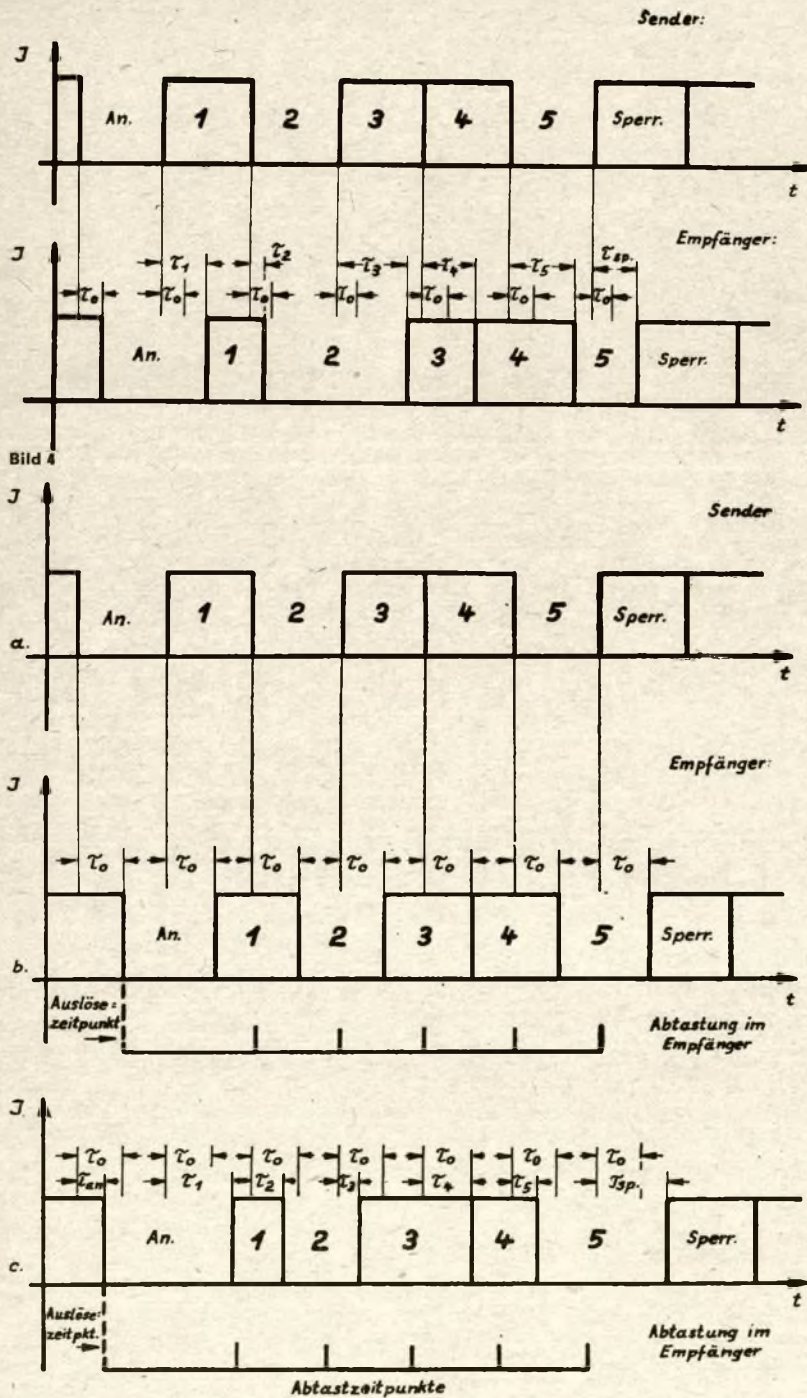 Sender:
J
An. 1 2 3 4 5 Sperr.
t
Empfänger:
J
τ1 τ2 τ3 τ4 τ5 τsp.
τo τo τo τo τo τo τo
An. 1 2 3 4 5 Sperr.
t
Bild 4
J
Sender
An. 1 2 3 4 5 Sperr.
a.
t
Empfänger:
J
τo τo τo τo τo τo τo
An. 1 2 3 4 5 Sperr.
b.
t
Auslöse=
zeitpunkt
Abtastung im
Empfänger
J
τo τo τo τo τo τo τo
τan τ1 τ2 τ3 τ4 τ5 τsp.
An. 1 2 3 4 5 Sperr.
c.
t
Auslöse=
zeitpkt.
Abtastung im
Empfänger
Abtastzeitpunkte